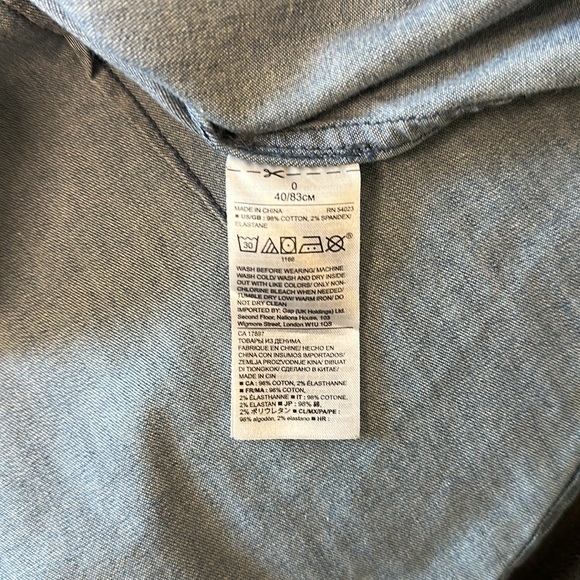 0
40/83CM
MADE IN CHINA RN 54023
■ US/GB : 98% COTTON, 2% SPANDEX/
ELASTANE
30 ®
1166
WASH BEFORE WEARING/ MACHINE
WASH COLD/ WASH AND DRY INSIDE
OUT WITH LIKE COLORS/ ONLY NON-
CHLORINE BLEACH WHEN NEEDED/
TUMBLE DRY LOW/ WARM IRON/ DO
NOT DRY CLEAN
IMPORTED BY: Gap (UK Holdings) Ltd.
Second Floor, Nations House, 103
Wigmore Street, London W1U 1QS
CA 17897
ТОВАРЫ ИЗ ДЕНИМА
FABRIQUE EN CHINE/ HECHO EN
CHINA CON INSUMOS IMPORTADOS/
ZEMLJA PROIZVODNJE KINA/ DIBUAT
DI TIONGKOK/ СДЕЛАНО В КИТАЕ/
MADE IN CIN
■ CA : 98% COTON, 2% ÉLASTHANNE
■ FR/MA : 98% COTON,
2% ÉLASTHANNE ■ IT : 98% COTONE,
2% ELASTAN ■ JP : 98% 綿,
2% ポリウレタン ■ CL/MX/PA/PE :
98% algodón, 2% elastano ■ HR :